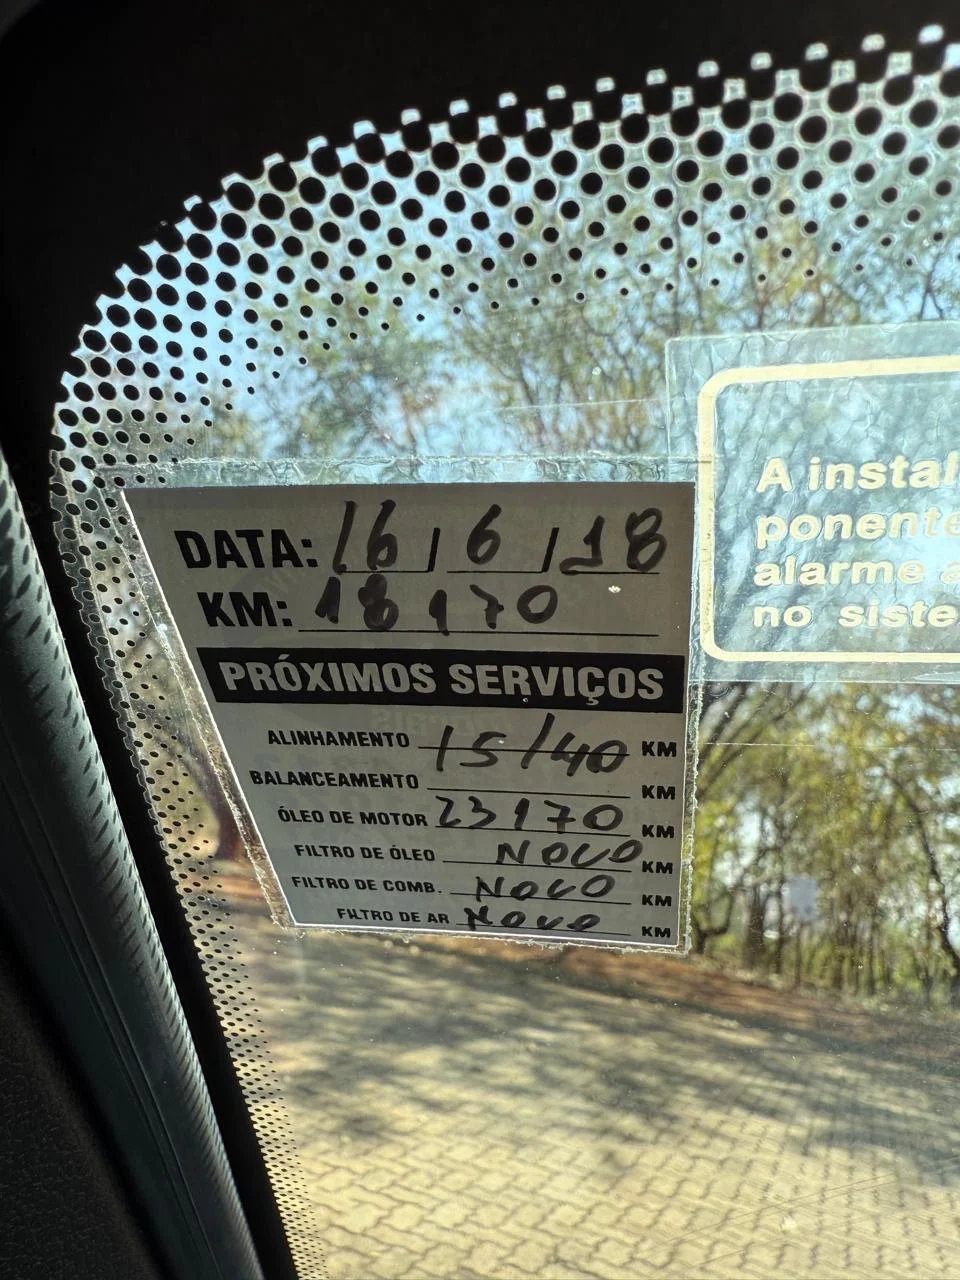 DATA: 16/6/18
KM: 18170
PRÓXIMOS SERVIÇOS
ALINHAMENTO 15/40 KM
BALANCEAMENTO KM
ÓLEO DE MOTOR 23170 KM
FILTRO DE ÓLEO NOVO KM
FILTRO DE COMB. NOVO KM
FILTRO DE AR NOVO KM
A instal
ponente
alarme a
no siste